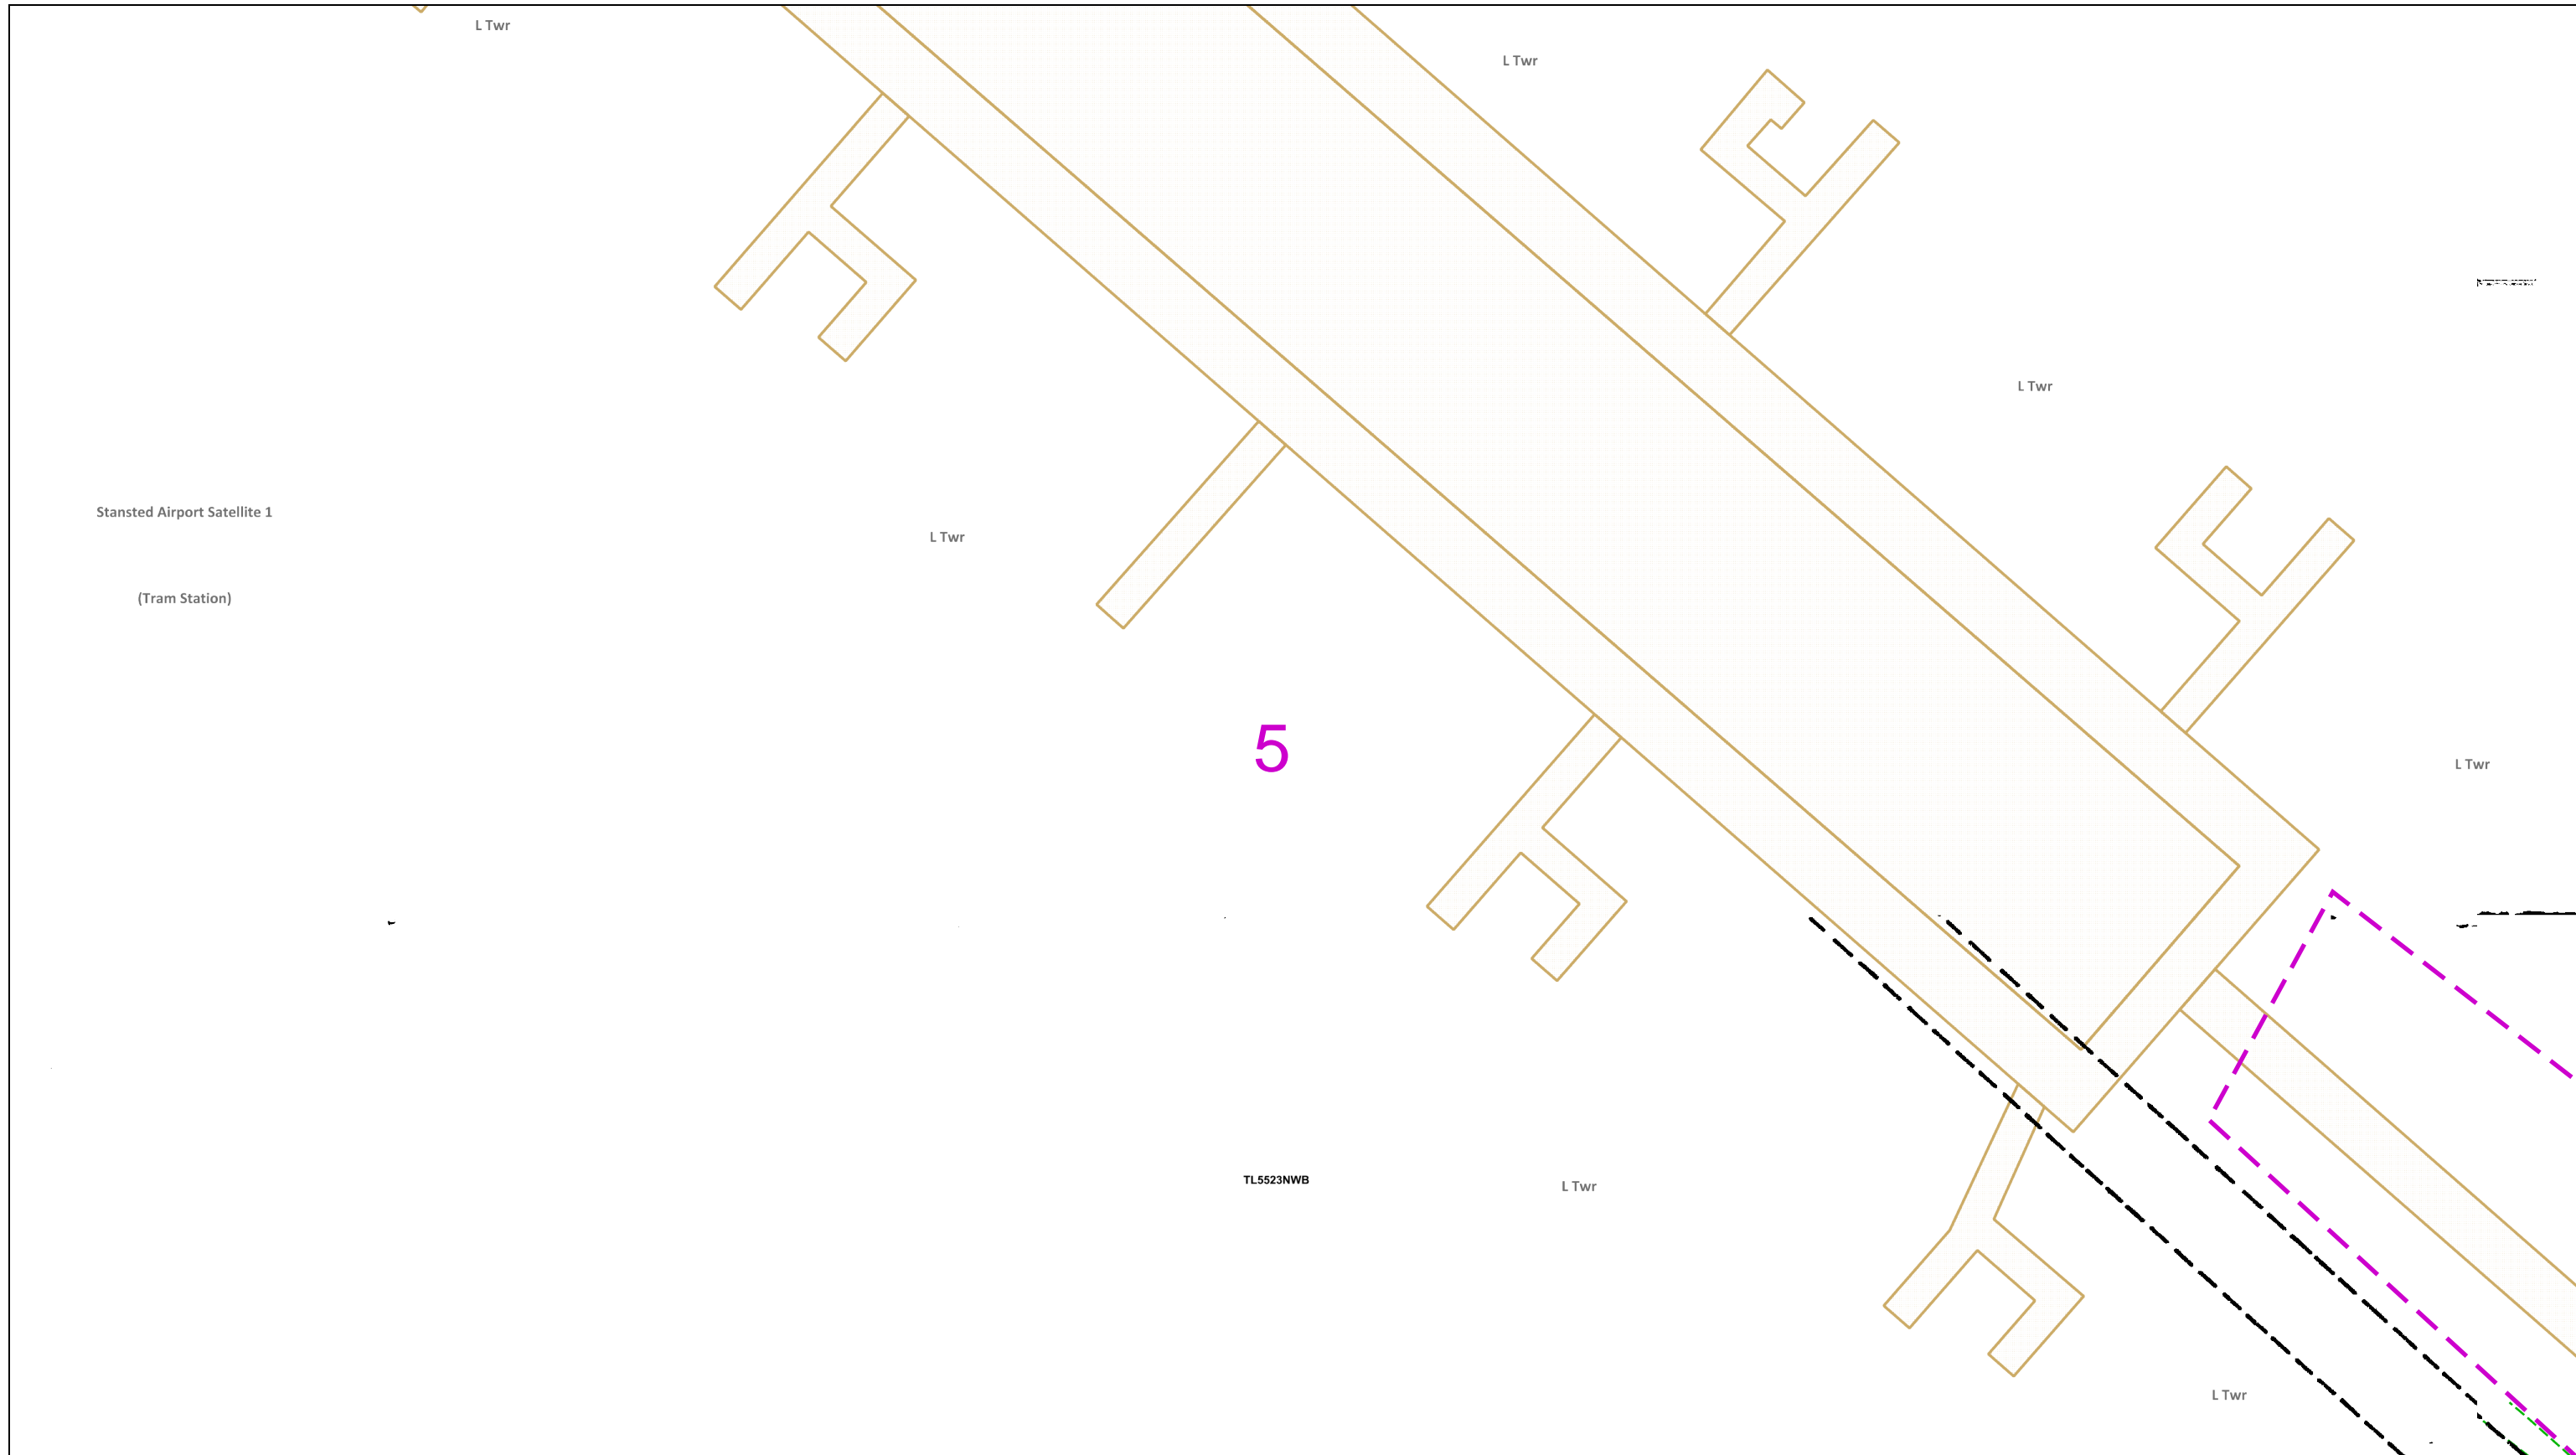 L Twr
L Twr
L Twr
Stansted Airport Satellite 1
L Twr
(Tram Station)
5
L Twr
TL5523NWB
L Twr
L Twr